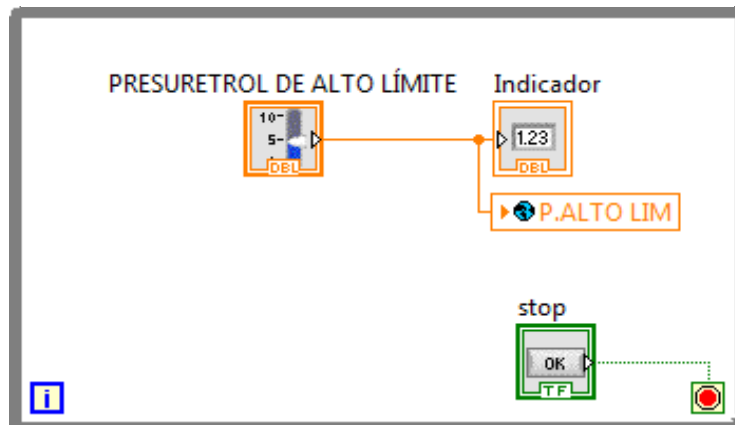 PRESURETROL DE ALTO LÍMITE
Indicador
10
5
DBL
1.23
DBL
P.ALTO LIM
stop
OK
TF
i